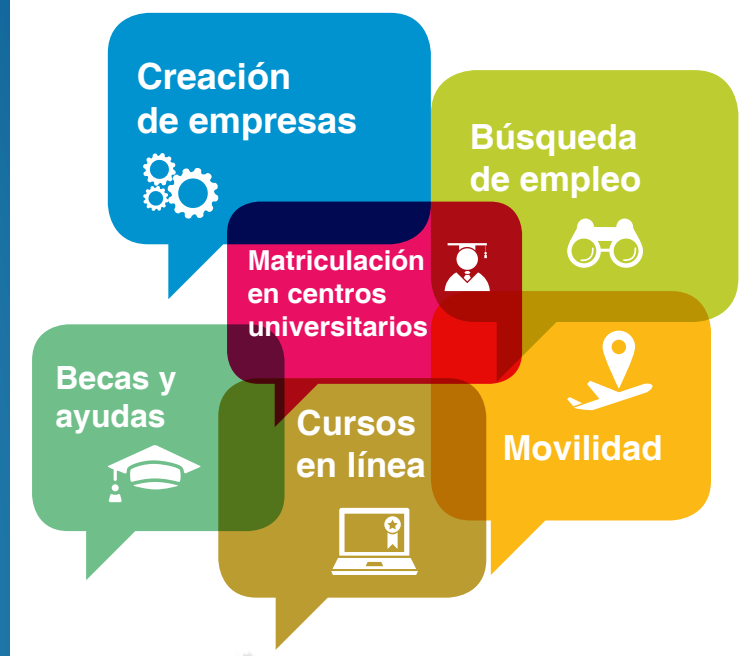 Creación
de empresas
Búsqueda
de empleo
Matriculación
en centros
universitarios
Becas y
ayudas
Cursos
en línea
Movilidad